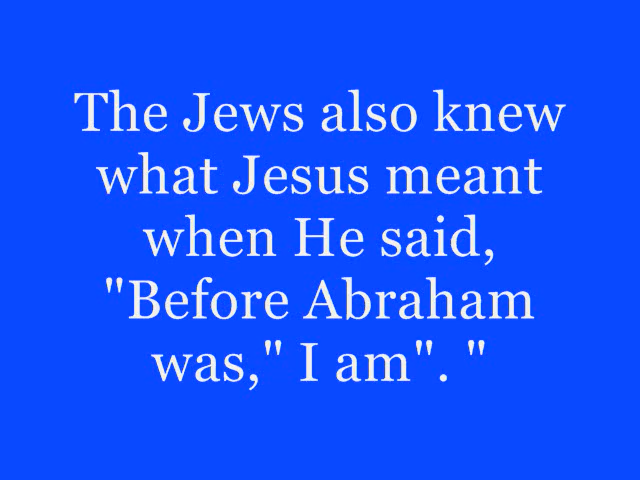 The Jews also knew
what Jesus meant
when He said,
"Before Abraham
was," I am". "